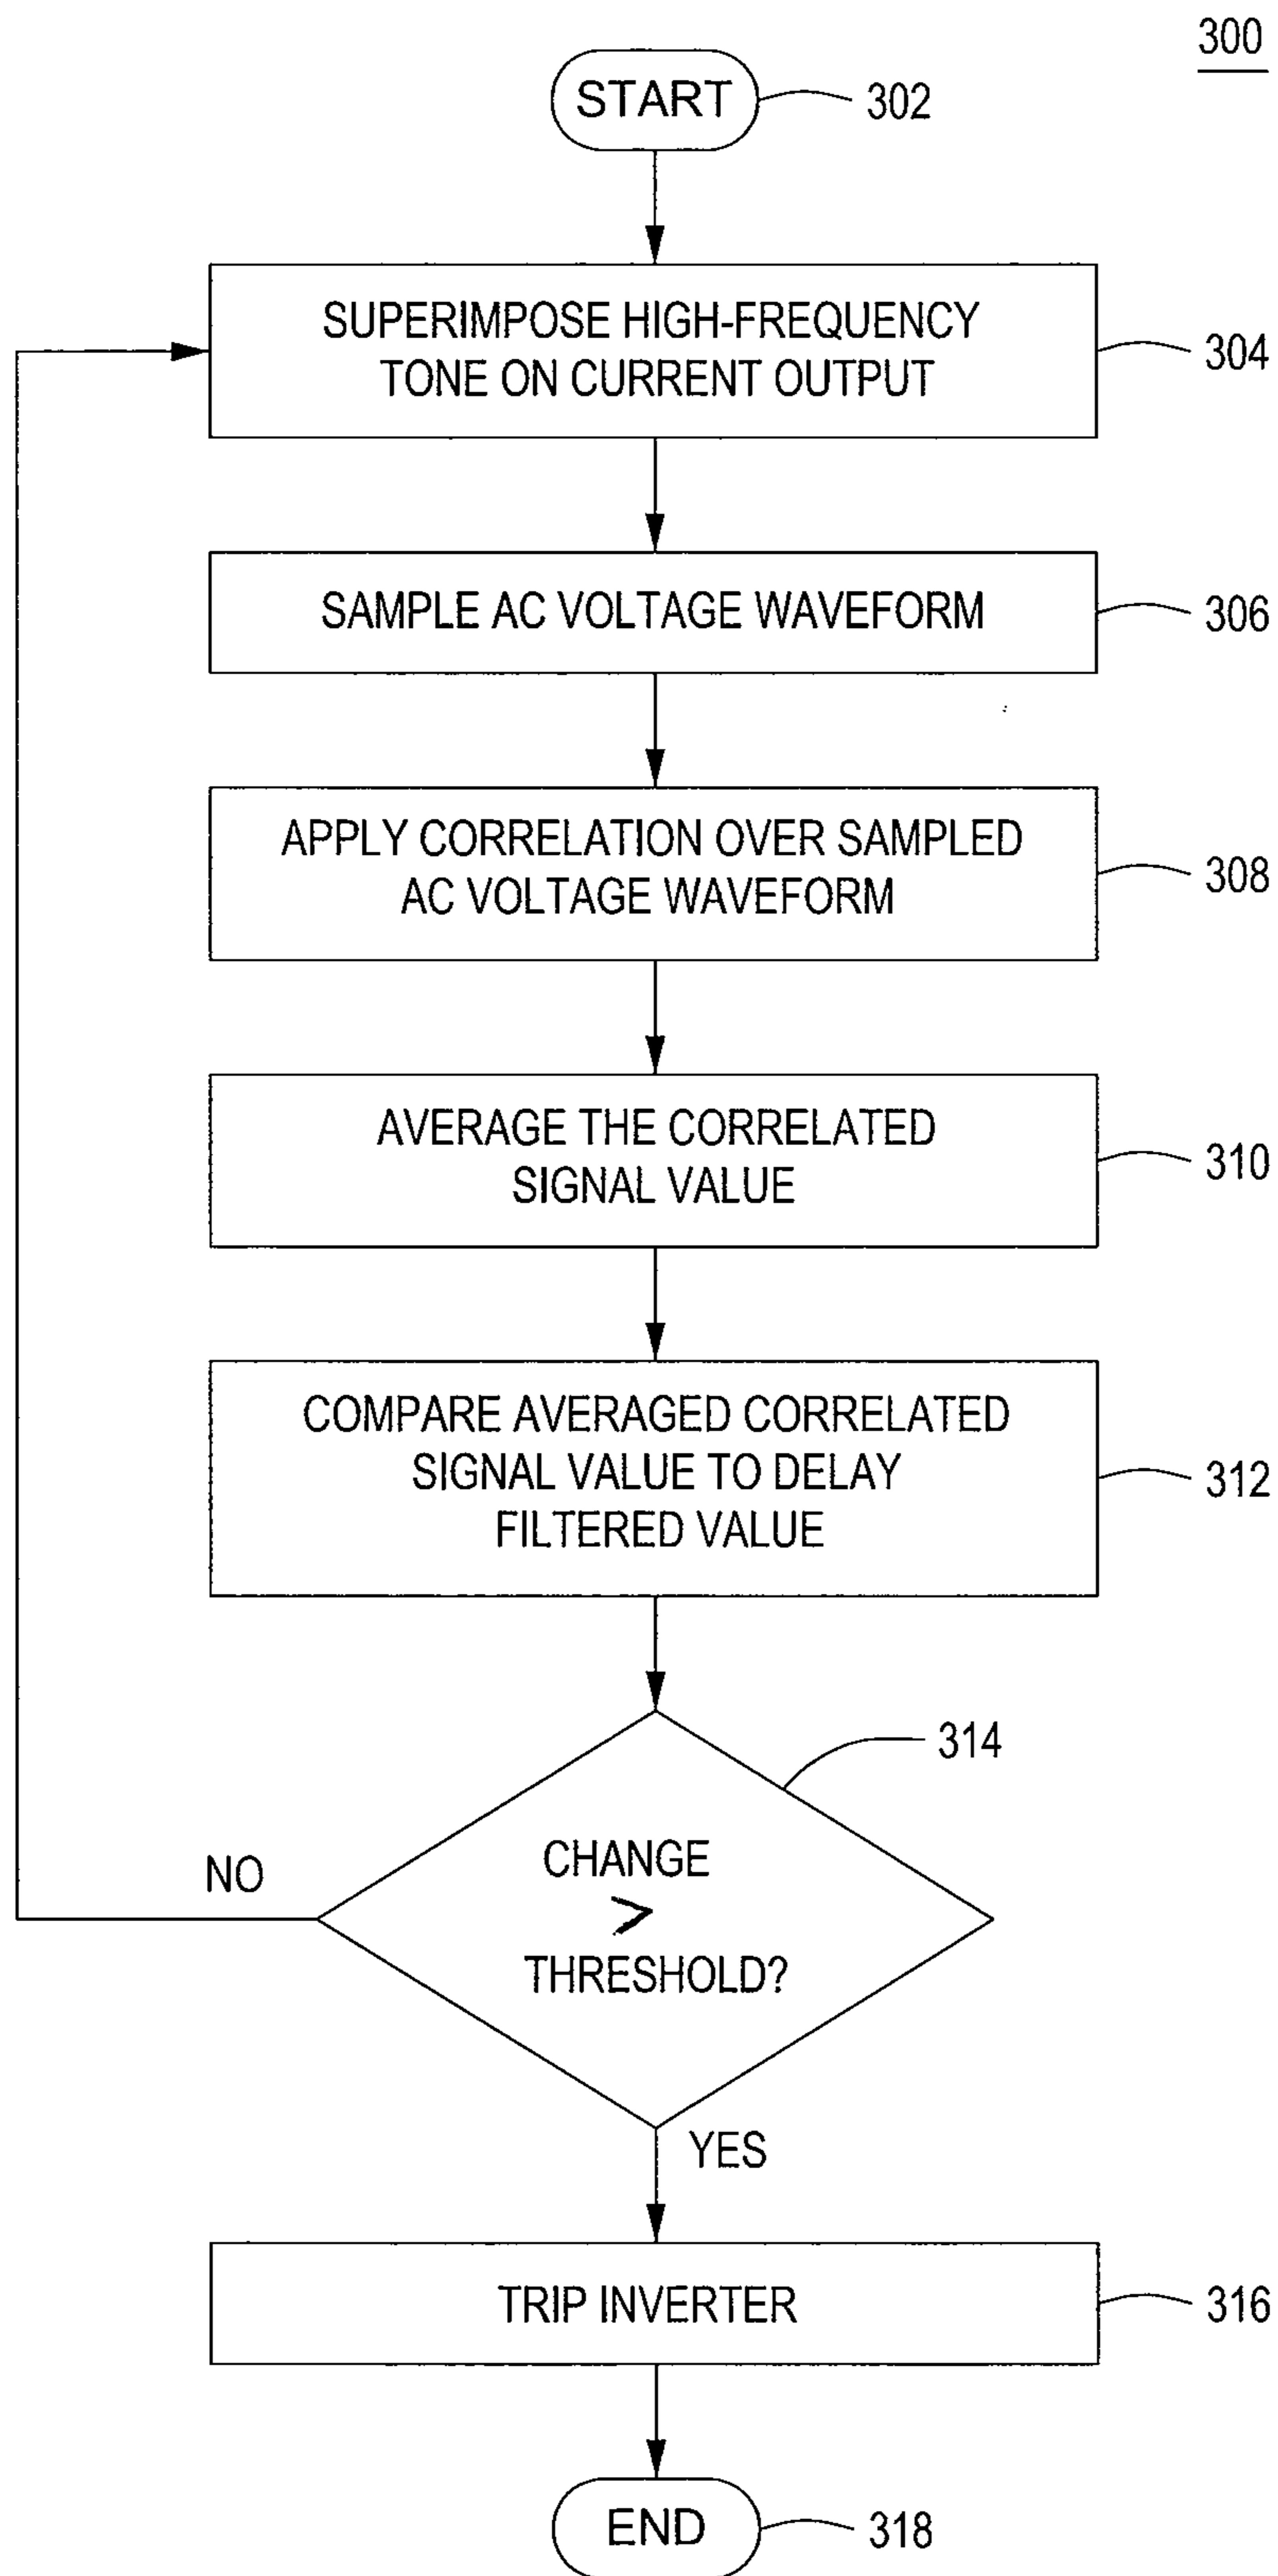 300
START
302
SUPERIMPOSE HIGH-FREQUENCY
TONE ON CURRENT OUTPUT
304
SAMPLE AC VOLTAGE WAVEFORM
306
APPLY CORRELATION OVER SAMPLED
AC VOLTAGE WAVEFORM
308
AVERAGE THE CORRELATED
SIGNAL VALUE
310
COMPARE AVERAGED CORRELATED
SIGNAL VALUE TO DELAY
FILTERED VALUE
312
314
CHANGE
>
THRESHOLD?
NO
YES
TRIP INVERTER
316
END
318